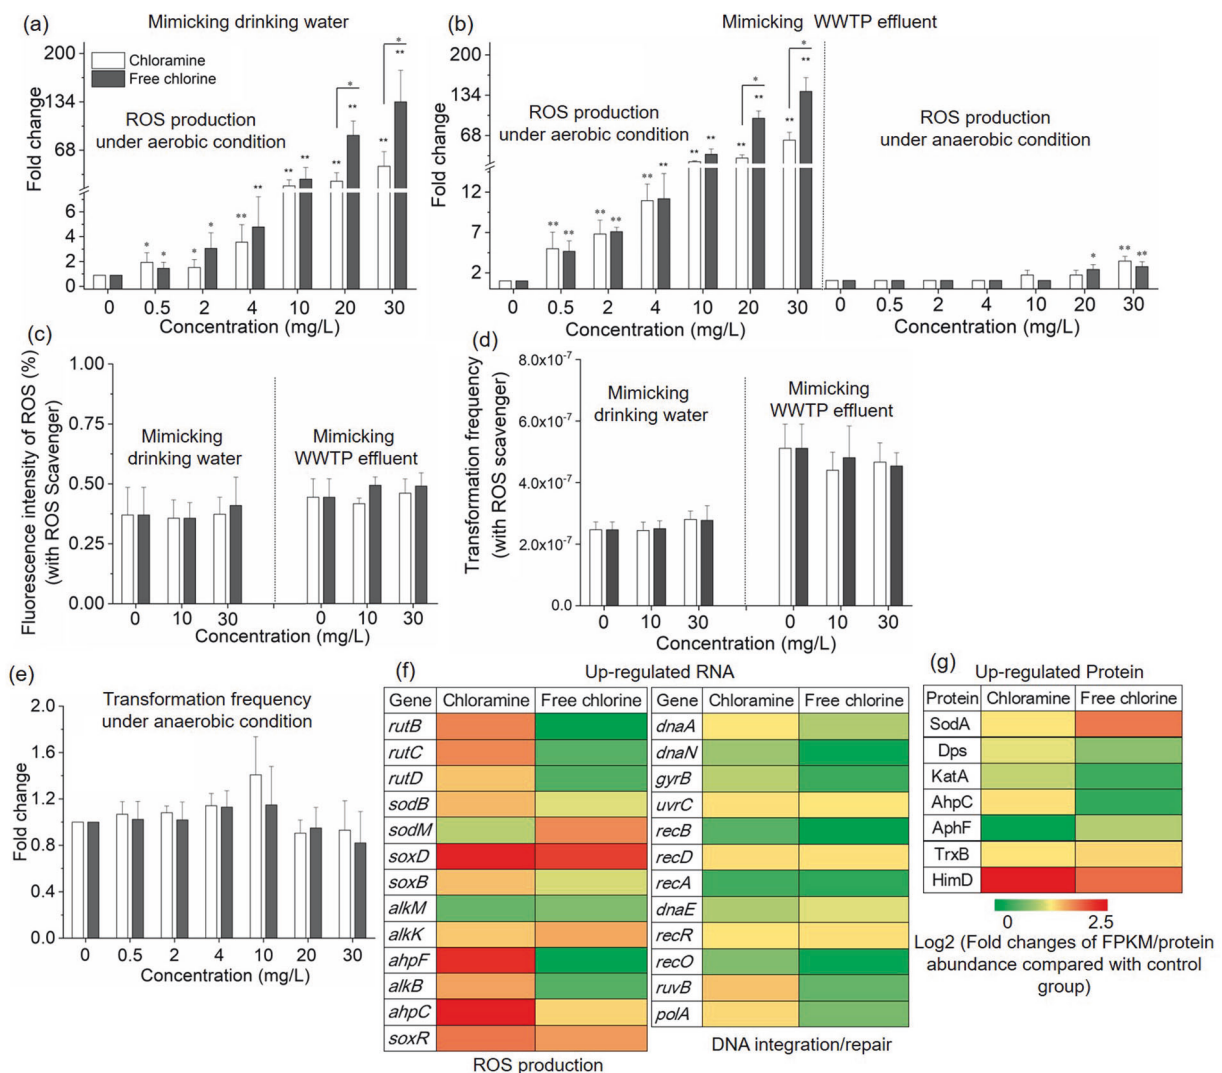 (a)
Mimicking drinking water
200
134
68
6
4
2
0
Fold change
Chloramine
Free chlorine
ROS production
under aerobic condition
* * * * ** ** ** ** ** ** * ** ** *
0 0.5 2 4 10 20 30
Concentration (mg/L)
(b)
Mimicking WWTP effluent
200
134
68
12
7
2
Fold change
ROS production
under aerobic condition
** ** ** ** ** ** ** ** ** ** * ** ** *
0 0.5 2 4 10 20 30
ROS production
under anaerobic condition
* ** **
0 0.5 2 4 10 20 30
Concentration (mg/L)
(c)
Fluorescence intensity of ROS (%)
(with ROS Scavenger)
1.00
0.75
0.50
0.25
0.00
Mimicking
drinking water
Mimicking
WWTP effluent
0 10 30 0 10 30
Concentration (mg/L)
(d)
Transformation frequency
(with ROS scavenger)
8.0x10-7
6.0x10-7
4.0x10-7
2.0x10-7
0.0
Mimicking
drinking water
Mimicking
WWTP effluent
0 10 30 0 10 30
Concentration (mg/L)
(e)
Transformation frequency
under anaerobic condition
Fold change
2.0
1.6
1.2
0.8
0.4
0.0
0 0.5 2 4 10 20 30
Concentration (mg/L)
(f)
Up-regulated RNA
Gene Chloramine Free chlorine
rutB
rutC
rutD
sodB
sodM
soxD
soxB
alkM
alkK
ahpF
alkB
ahpC
soxR
ROS production
Gene Chloramine Free chlorine
dnaA
dnaN
gyrB
uvrC
recB
recD
recA
dnaE
recR
recO
ruvB
polA
DNA integration/repair
(g)
Up-regulated Protein
Protein Chloramine Free chlorine
SodA
Dps
KatA
AhpC
AphF
TrxB
HimD
0 2.5
Log2 (Fold changes of FPKM/protein
abundance compared with control
group)